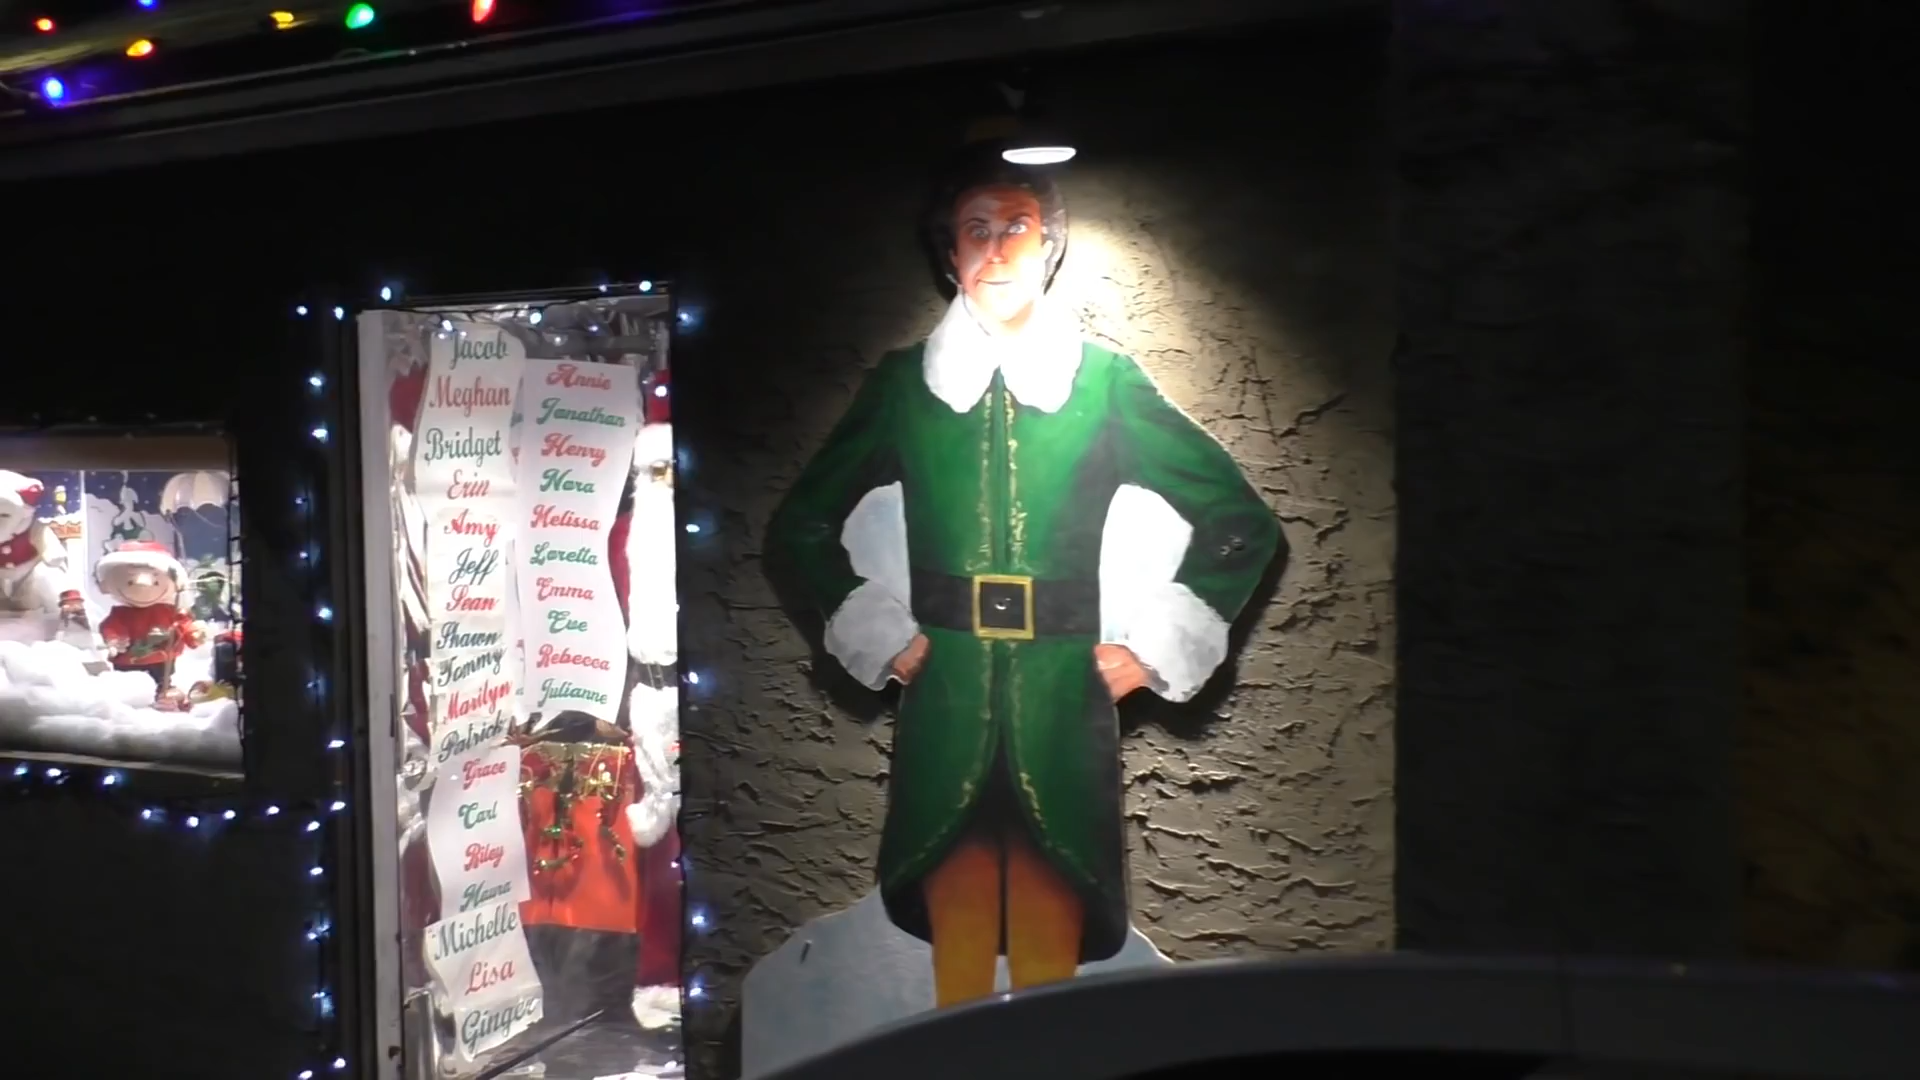 Jacob
Meghan
Bridget
Erin
Amy
Jeff
Sean
Shawn
Tommy
Marilyn
Patrick
Grace
Carl
Riley
Maura
Michelle
Lisa
Ginger
Annie
Jonathan
Henry
Nora
Melissa
Loretta
Emma
Eve
Rebecca
Julianne